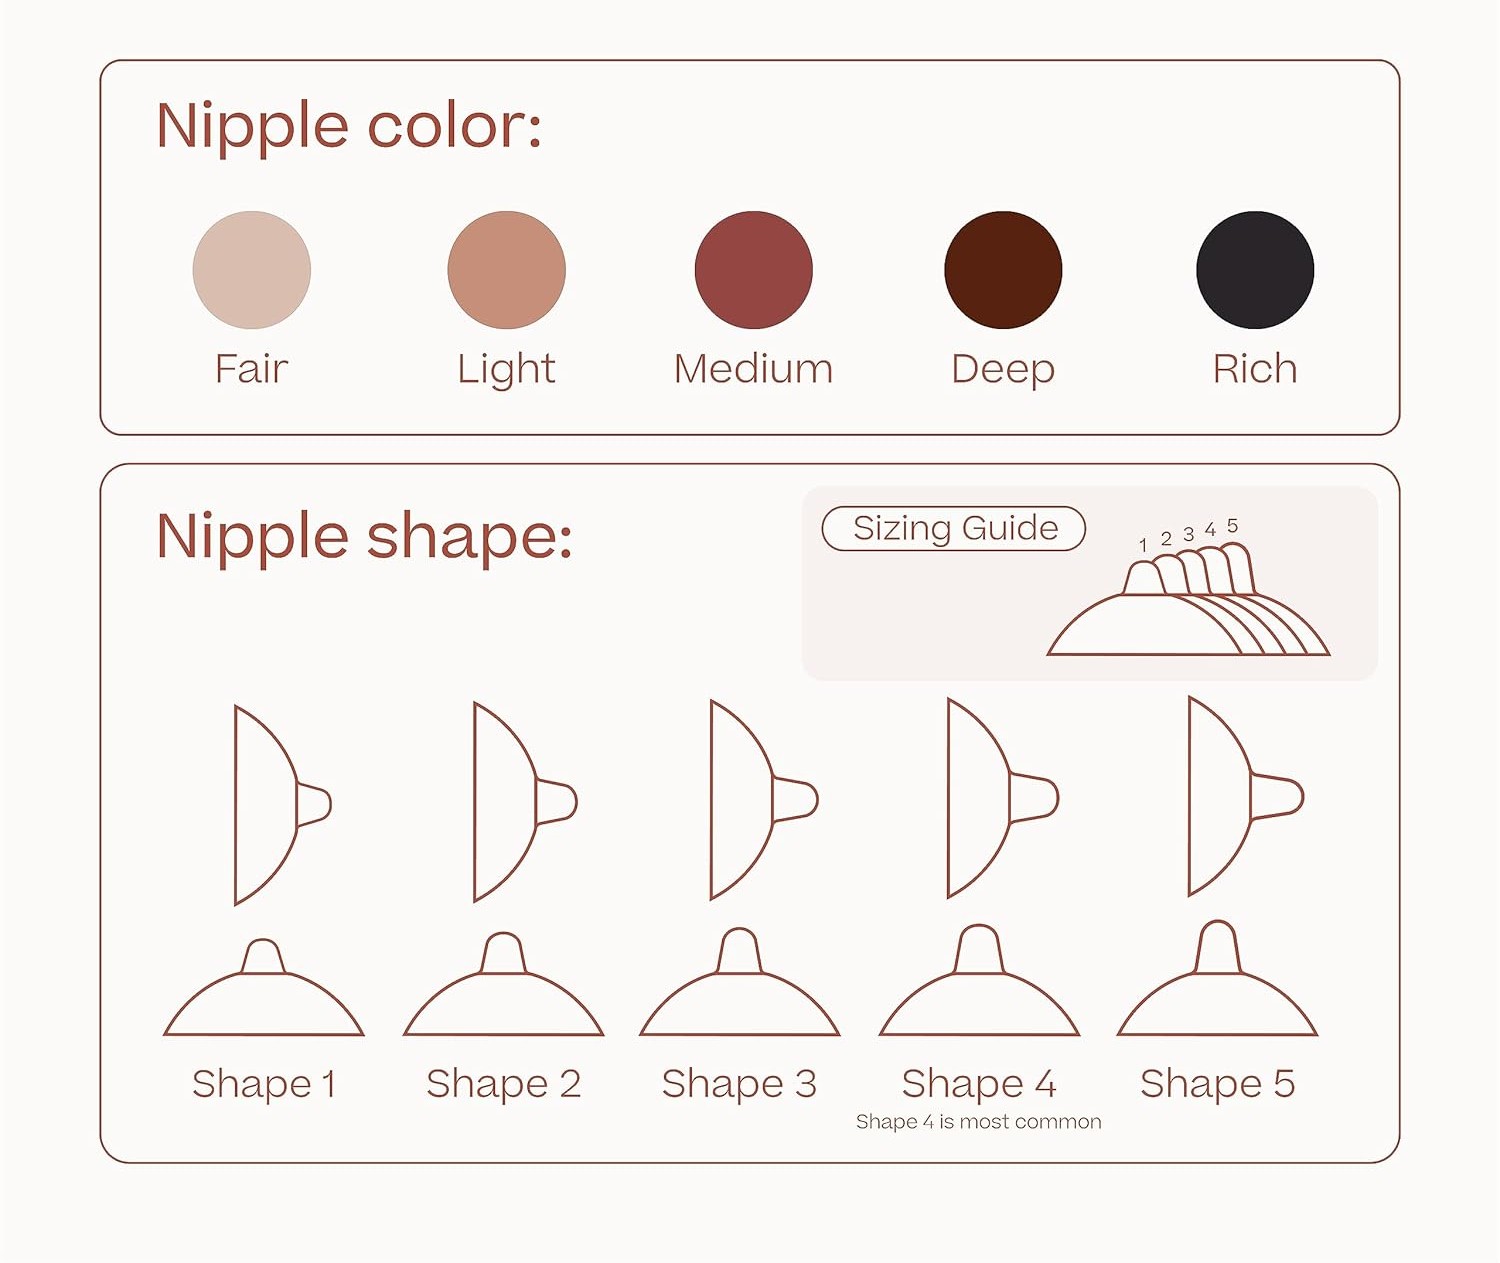 Nipple color:
Fair
Light
Medium
Deep
Rich
Nipple shape:
Sizing Guide
1 2 3 4 5
Shape 1
Shape 2
Shape 3
Shape 4
Shape 4 is most common
Shape 5